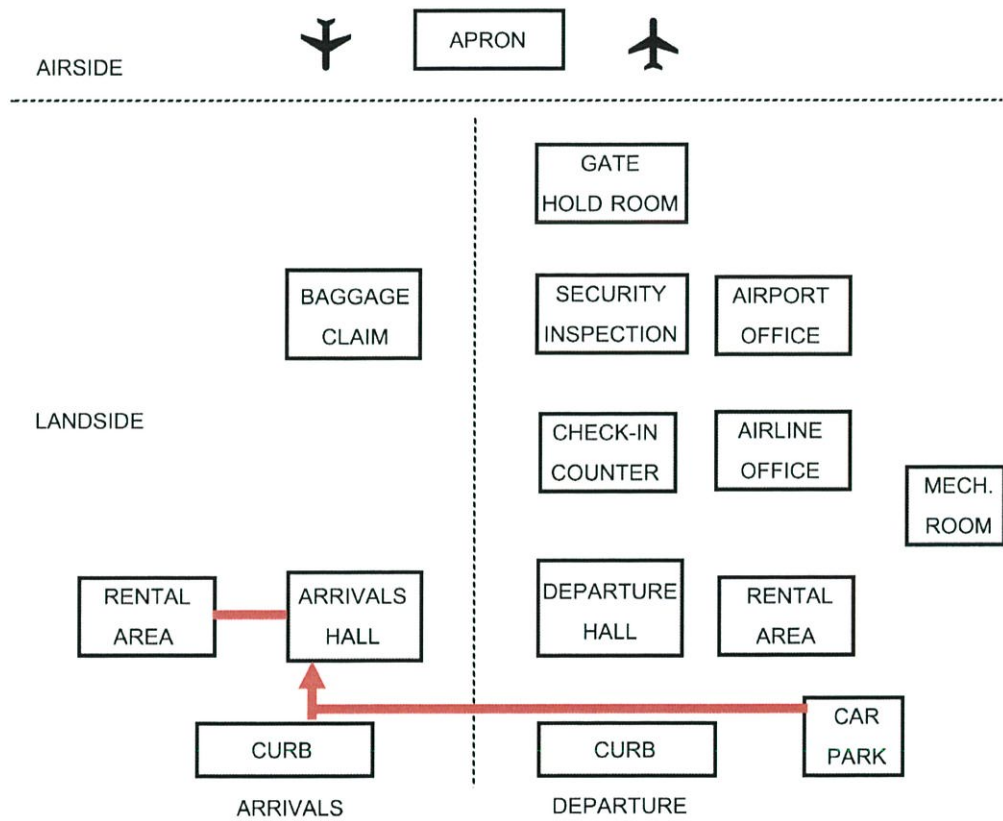 APRON
AIRSIDE
GATE
HOLD ROOM
BAGGAGE
CLAIM
SECURITY
INSPECTION
AIRPORT
OFFICE
LANDSIDE
CHECK-IN
COUNTER
AIRLINE
OFFICE
MECH.
ROOM
RENTAL
AREA
ARRIVALS
HALL
DEPARTURE
HALL
RENTAL
AREA
CURB
CURB
CAR
PARK
ARRIVALS
DEPARTURE